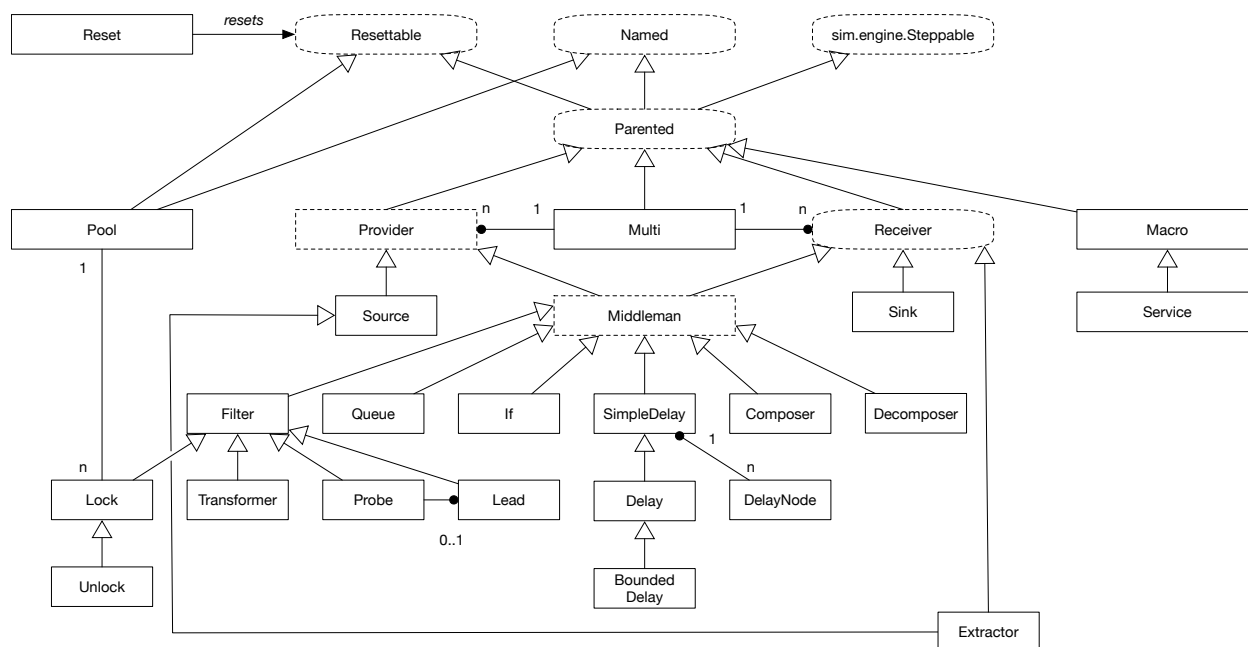 resets
Reset
Resettable
Named
sim.engine.Steppable
Parented
n
1
1
n
Pool
Provider
Multi
Receiver
Macro
1
Source
Middleman
Sink
Service
Filter
Queue
If
SimpleDelay
Composer
Decomposer
1
n
n
Lock
Transformer
Probe
Lead
Delay
DelayNode
0..1
Unlock
Bounded
Delay
Extractor